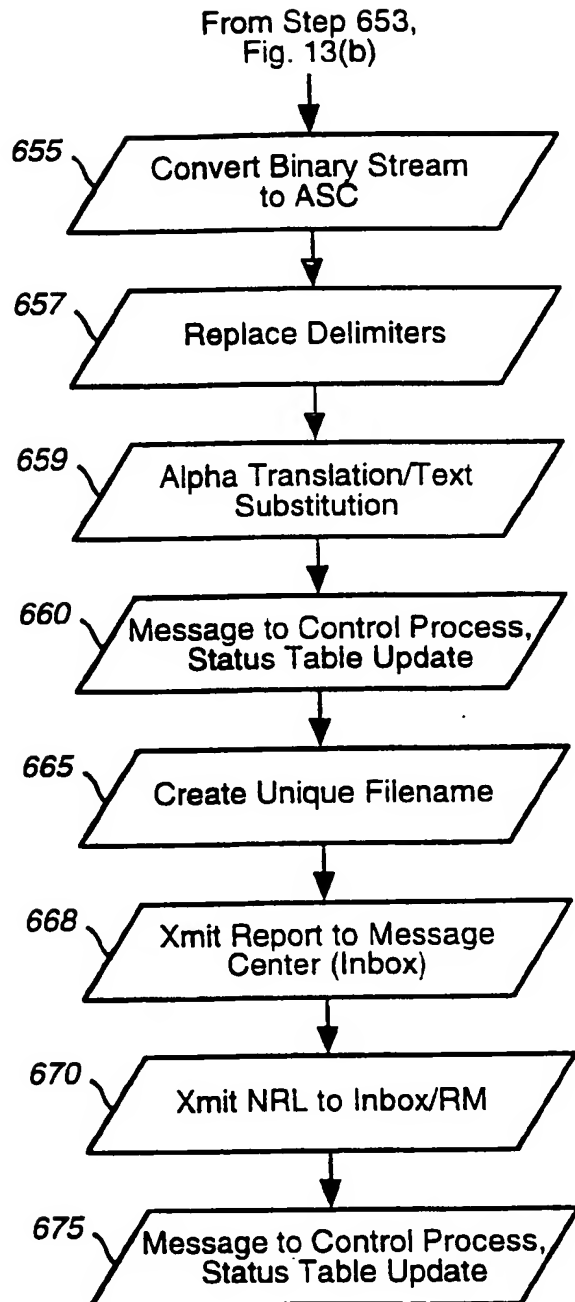 From Step 653,
Fig. 13(b)
655
Convert Binary Stream
to ASC
657
Replace Delimiters
659
Alpha Translation/Text
Substitution
660
Message to Control Process,
Status Table Update
665
Create Unique Filename
668
Xmit Report to Message
Center (Inbox)
670
Xmit NRL to Inbox/RM
675
Message to Control Process,
Status Table Update